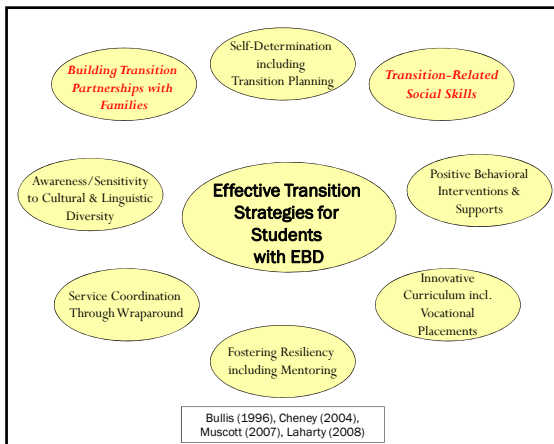 Self-Determination
including
Transition Planning
Building Transition
Partnerships with
Families
Transition-Related
Social Skills
Awareness/Sensitivity
to Cultural & Linguistic
Diversity
Effective Transition
Strategies for
Students
with EBD
Positive Behavioral
Interventions &
Supports
Service Coordination
Through Wraparound
Innovative
Curriculum incl.
Vocational
Placements
Fostering Resiliency
including Mentoring
Bullis (1996), Cheney (2004),
Muscott (2007), Laharty (2008)